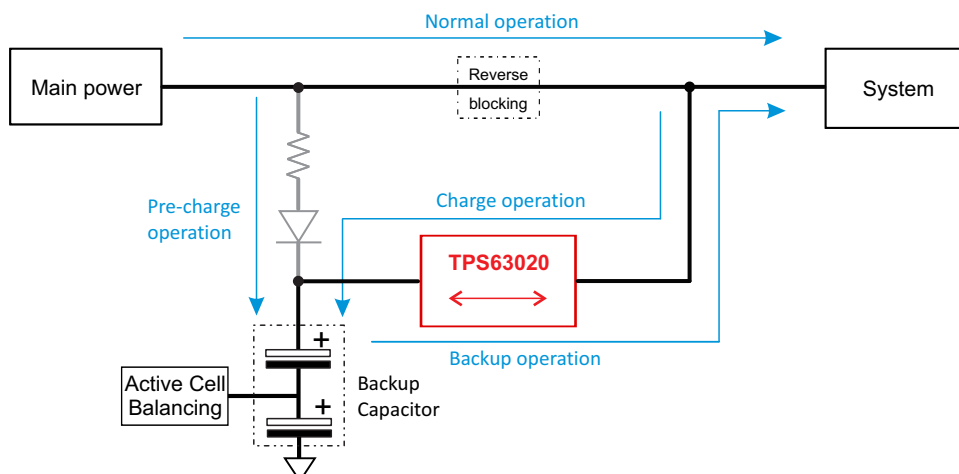 Normal operation
Main power
Reverse
blocking
System
Pre-charge
operation
Charge operation
TPS63020
Backup operation
+
Active Cell
Balancing
Backup
Capacitor
+